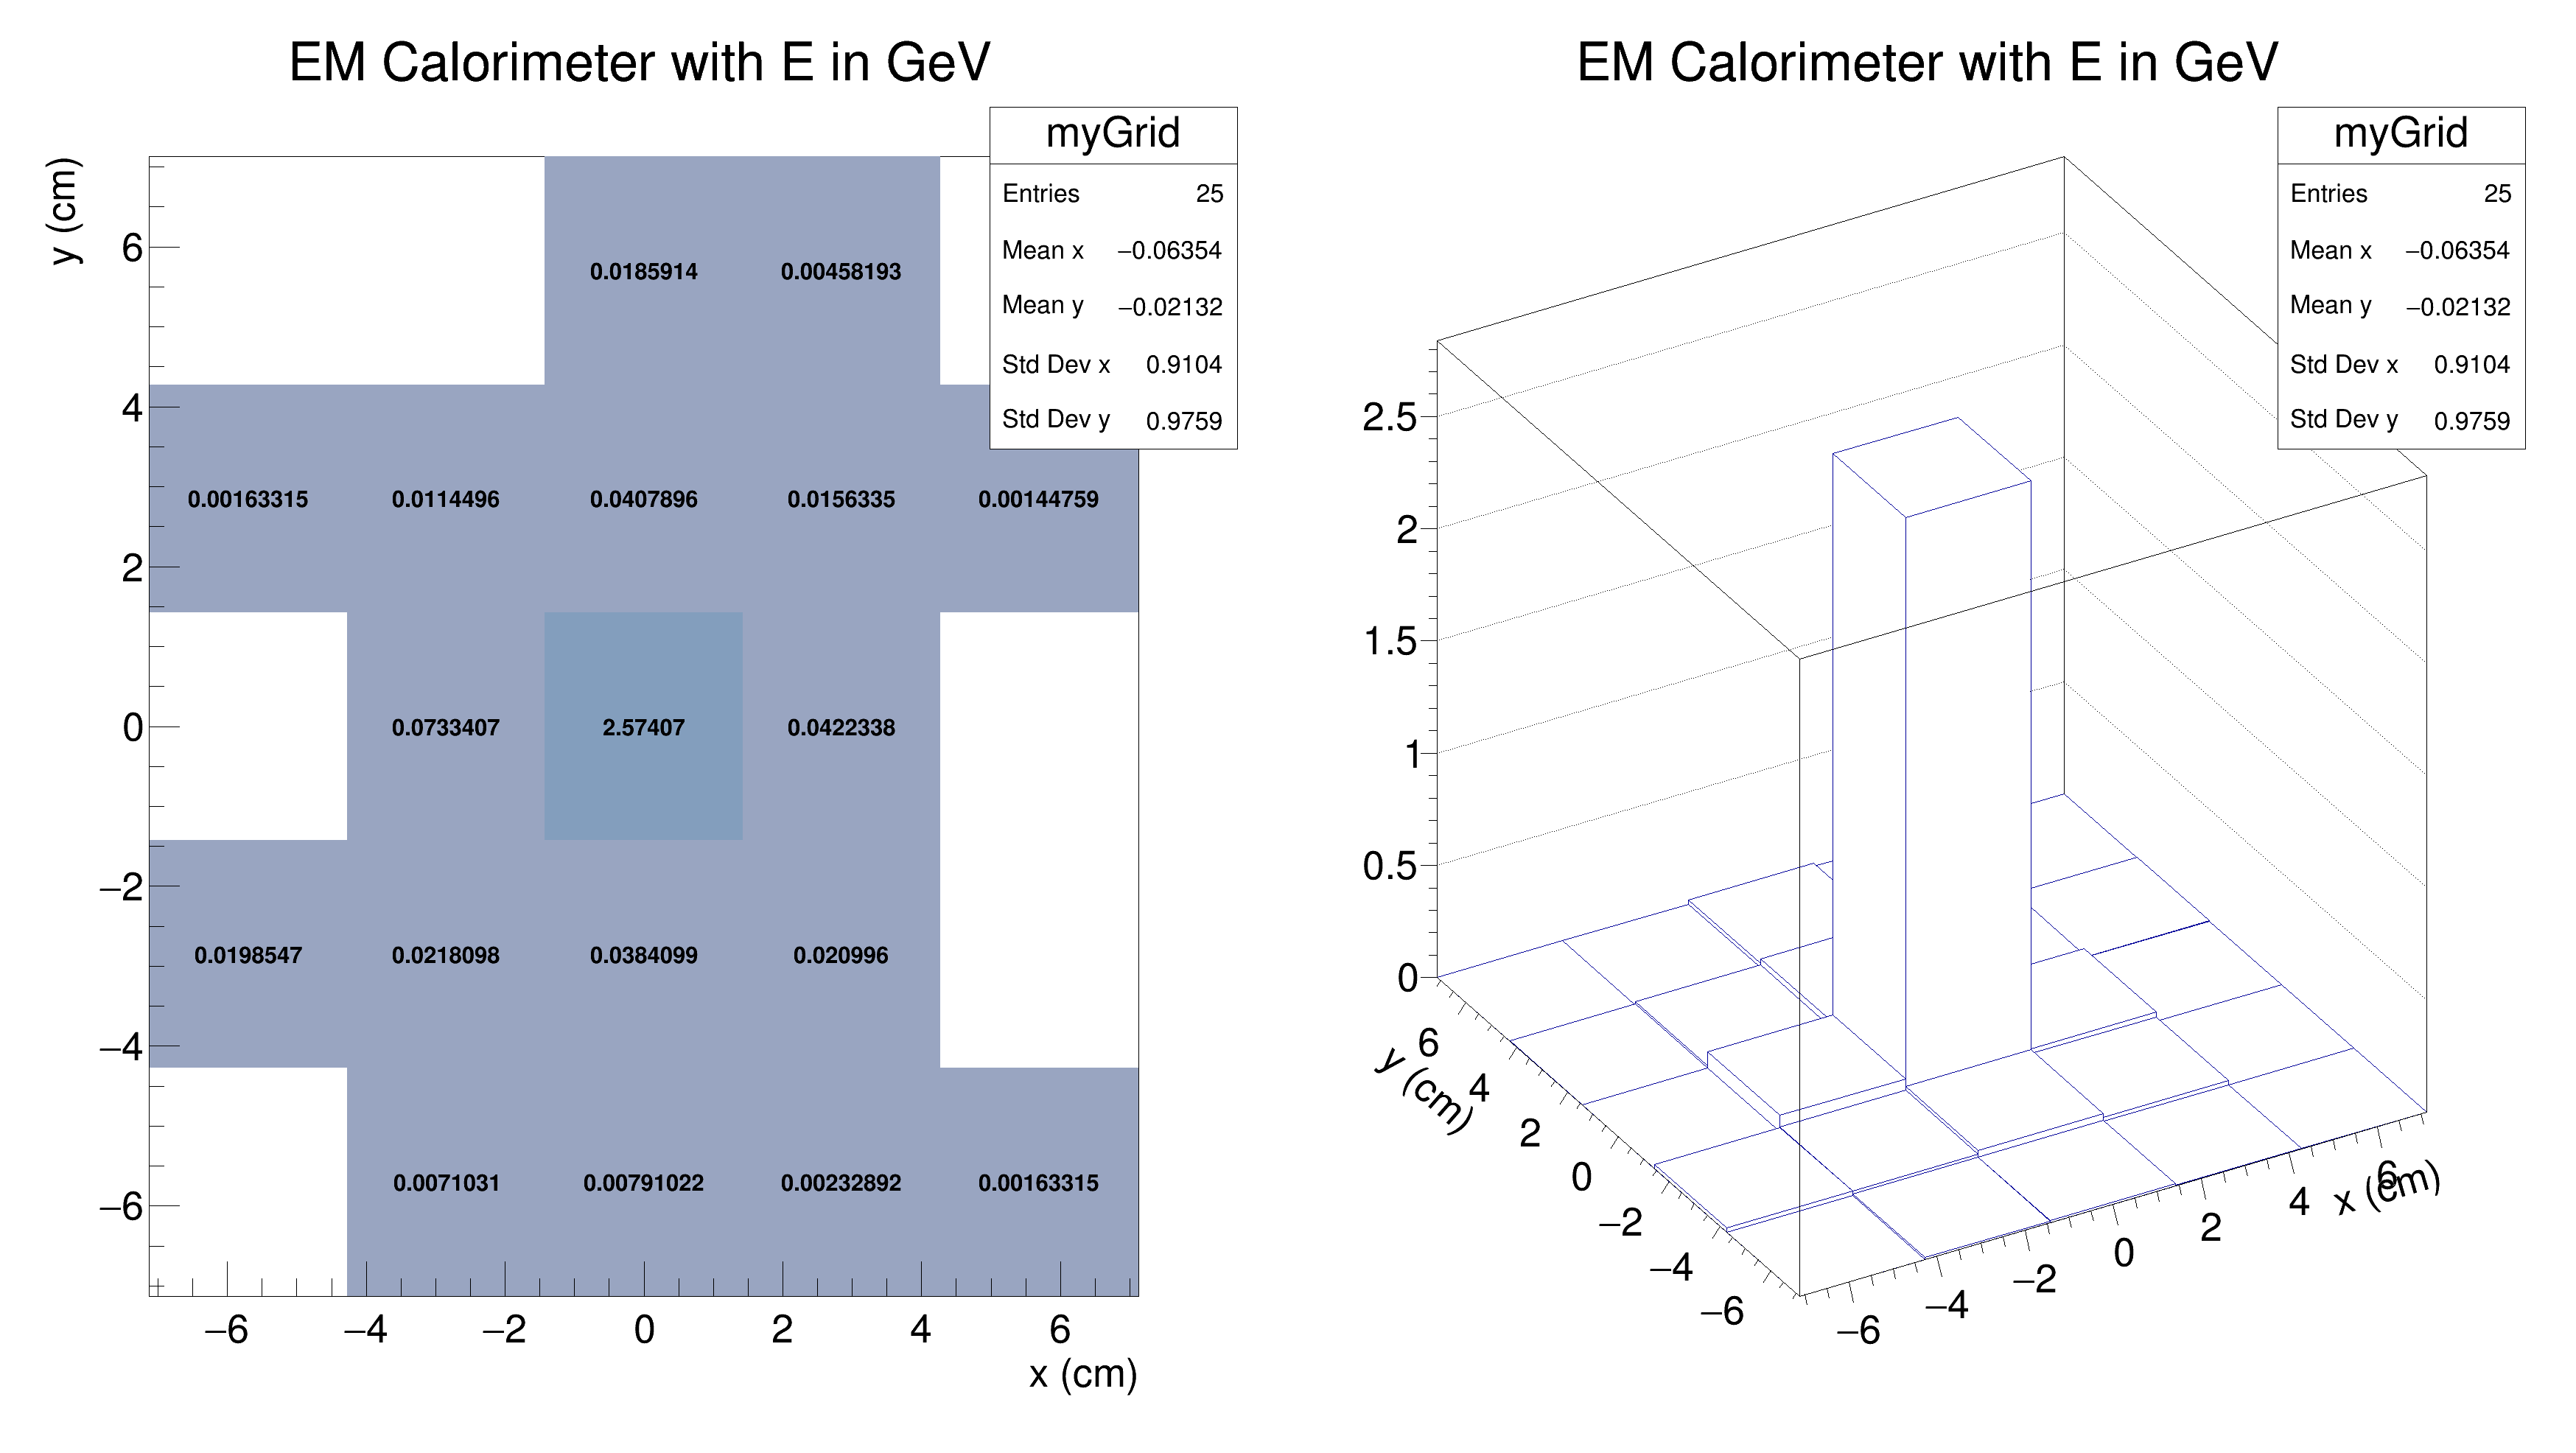 EM Calorimeter with E in GeV
myGrid
Entries 25
Mean x −0.06354
Mean y −0.02132
Std Dev x 0.9104
Std Dev y 0.9759
y (cm)
6
4
2
0
−2
−4
−6
0.0185914 0.00458193
0.00163315 0.0114496 0.0407896 0.0156335 0.00144759
0.0733407 2.57407 0.0422338
0.0198547 0.0218098 0.0384099 0.020996
0.0071031 0.00791022 0.00232892 0.00163315
−6 −4 −2 0 2 4 6
x (cm)
EM Calorimeter with E in GeV
myGrid
Entries 25
Mean x −0.06354
Mean y −0.02132
Std Dev x 0.9104
Std Dev y 0.9759
2.5
2
1.5
1
0.5
0
y (cm)
6
4
2
0
−2
−4
−6
−6 −4 −2 0 2 4 6
x (cm)